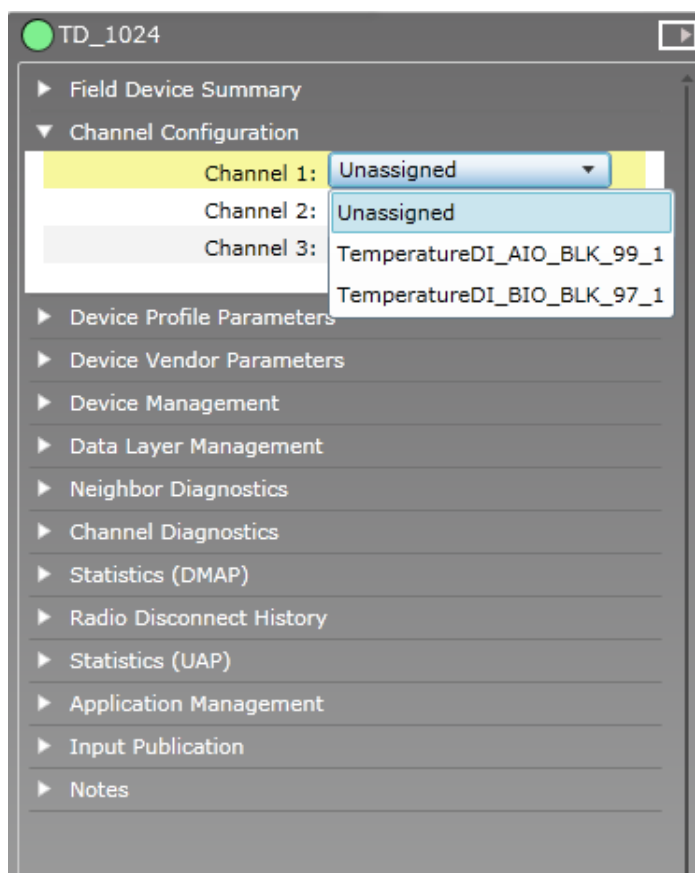 TD_1024
Field Device Summary
Channel Configuration
Channel 1: Unassigned
Channel 2: Unassigned
Channel 3: TemperatureDI_AIO_BLK_99_1
TemperatureDI_BIO_BLK_97_1
Device Profile Parameters
Device Vendor Parameters
Device Management
Data Layer Management
Neighbor Diagnostics
Channel Diagnostics
Statistics (DMAP)
Radio Disconnect History
Statistics (UAP)
Application Management
Input Publication
Notes